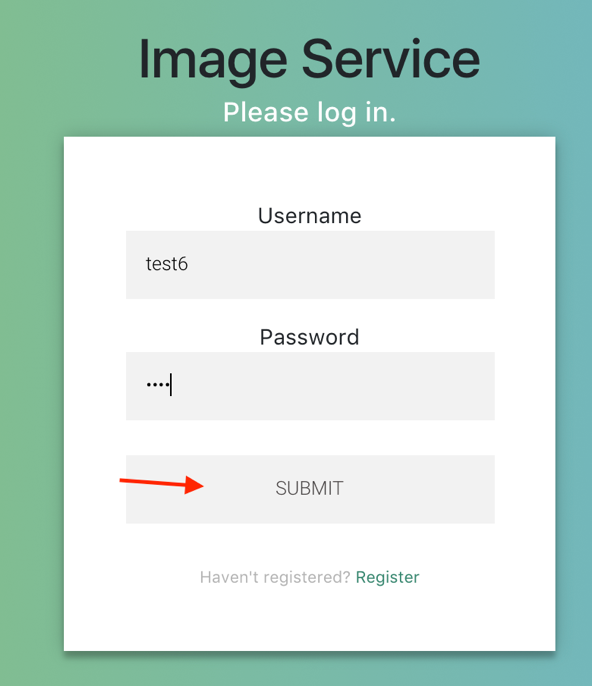 Image Service
Please log in.
Username
test6
Password
••••
SUBMIT
Haven't registered? Register